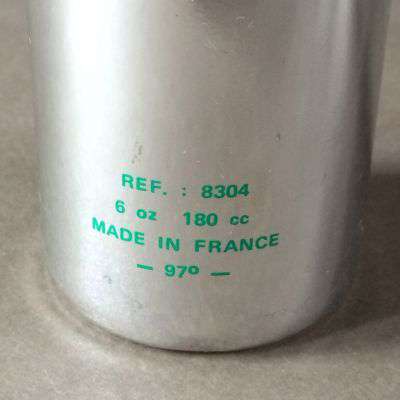 REF. : 8304
6 oz 180 cc
MADE IN FRANCE
— 97º —